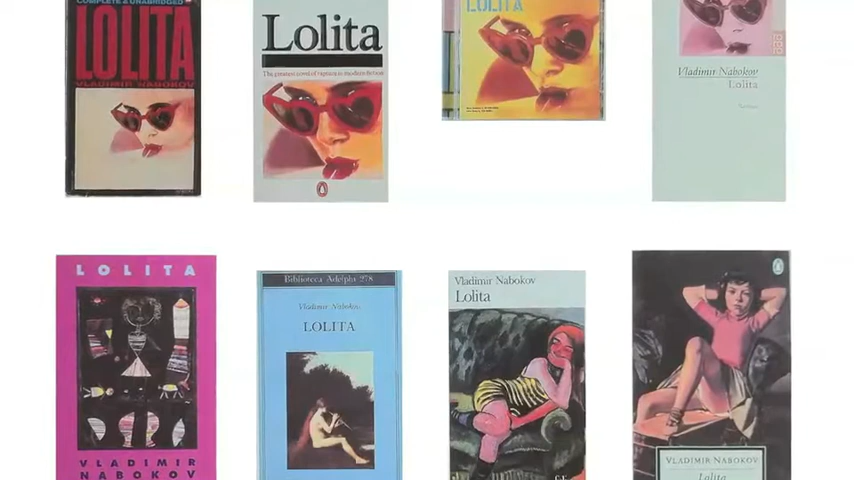 COMPLETE & UNABRIDGED
LOLITA
VLADIMIR NABOKOV
Lolita
The greatest novel of rapture in modern fiction
LOLITA
Vladimir Nabokov
Lolita
LOLITA
VLADIMIR
NABOKOV
Biblioteca Adelphi 278
Vladimir Nabokov
LOLITA
Vladimir Nabokov
Lolita
VLADIMIR NABOKOV
Lolita